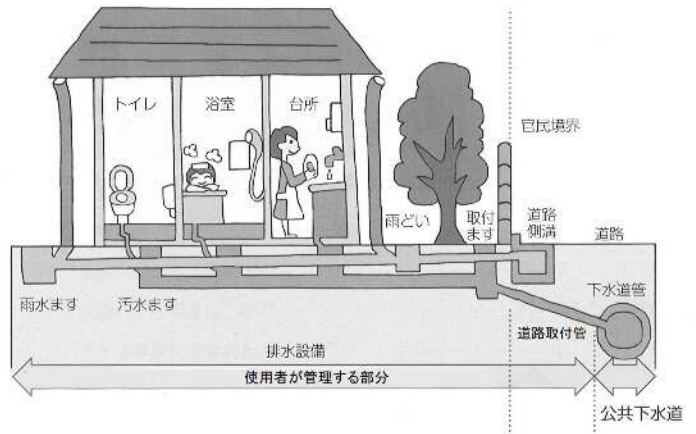 トイレ
浴室
台所
官民境界
雨どい
取付
ます
道路
側溝
道路
雨水ます
汚水ます
下水道管
道路取付管
排水設備
使用者が管理する部分
公共下水道